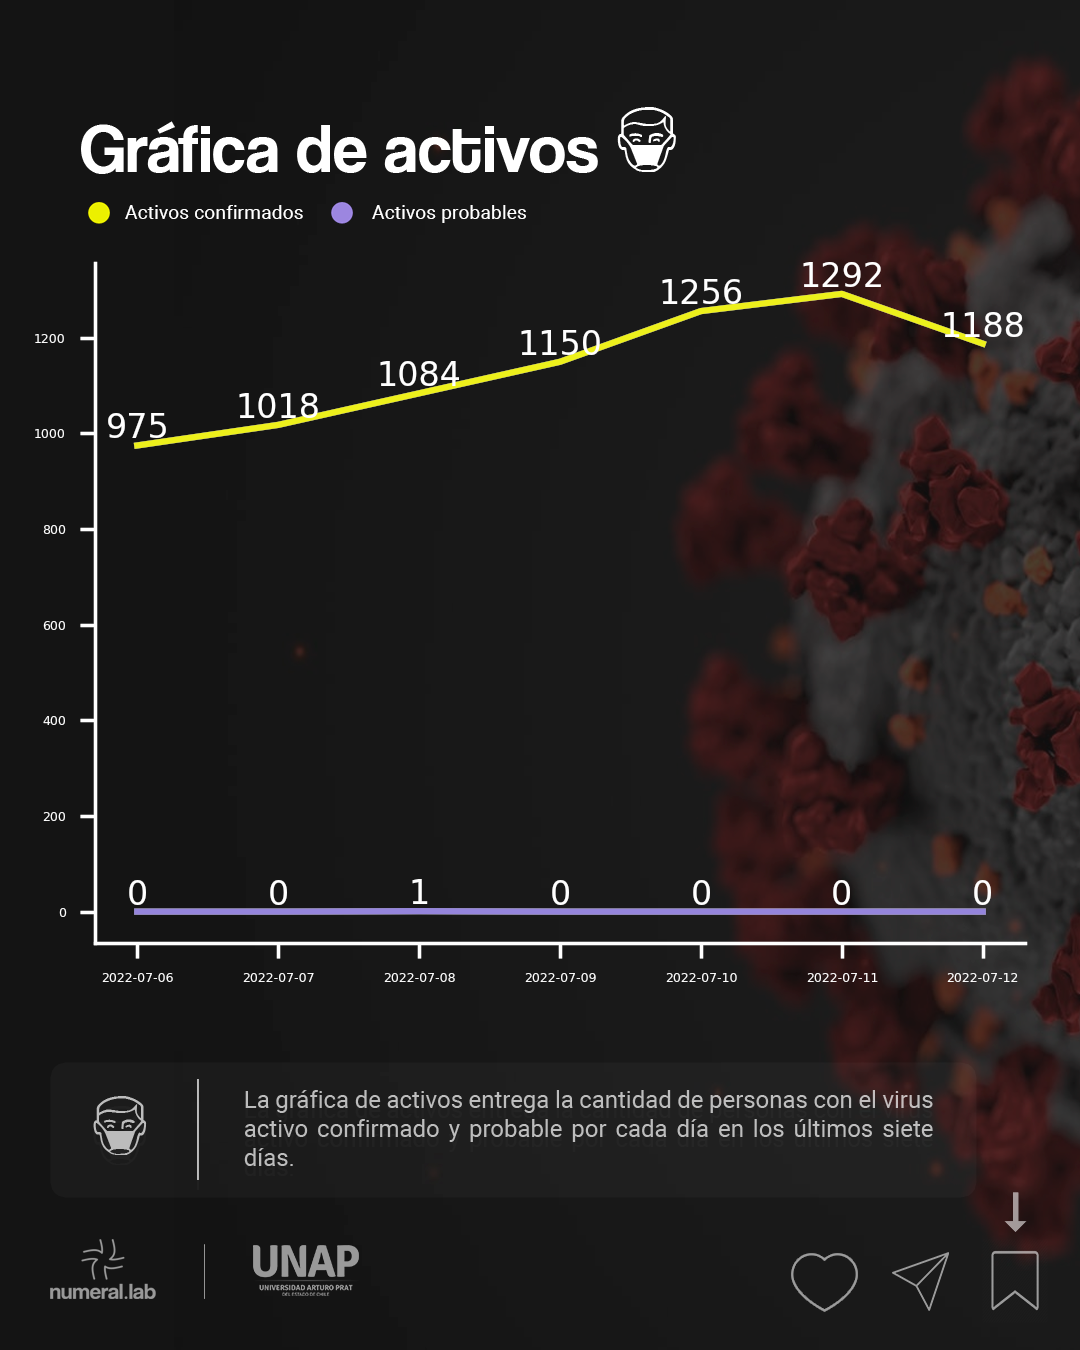 Gráfica de activos
Activos confirmados Activos probables
1292
1256
1188
1200
1150
1084
1018
1000
975
800
600
400
200
0 0 1 0 0 0 0
0
2022-07-06 2022-07-07 2022-07-08 2022-07-09 2022-07-10 2022-07-11 2022-07-12
La gráfica de activos entrega la cantidad de personas con el virus
activo confirmado y probable por cada día en los últimos siete
días.
numeral.lab
UNAP
UNIVERSIDAD ARTURO PRAT
DEL ESTADO DE CHILE